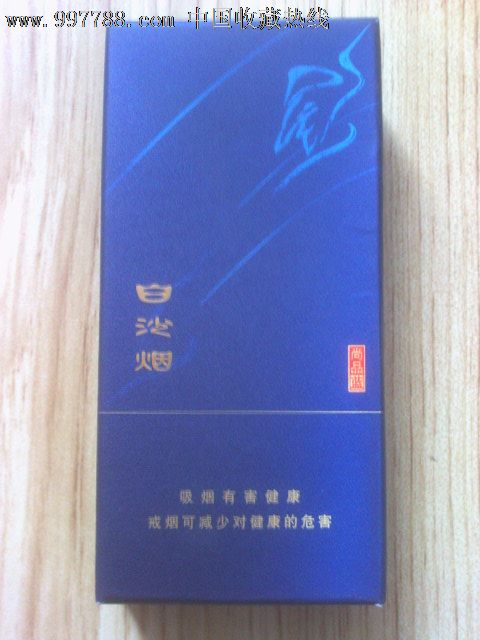 www.997788.com 中国收藏热线
白沙烟
尚品蓝
吸烟有害健康
戒烟可减少对健康的危害